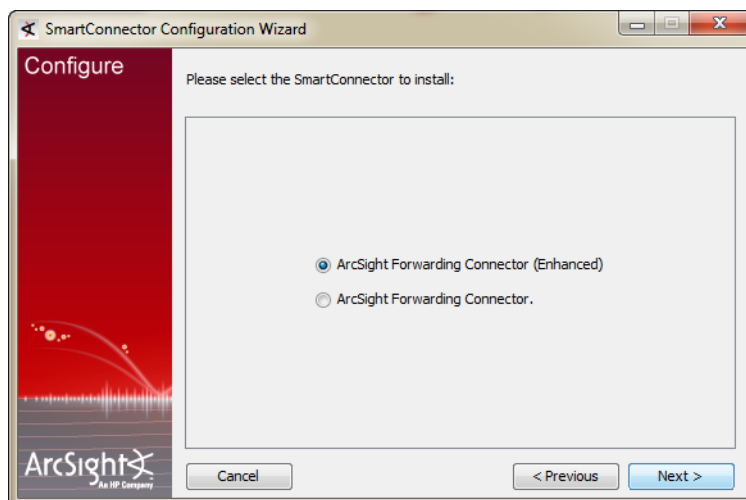 SmartConnector Configuration Wizard
Configure
Please select the SmartConnector to install:
ArcSight Forwarding Connector (Enhanced)
ArcSight Forwarding Connector.
ArcSight
An HP Company
Cancel
< Previous
Next >